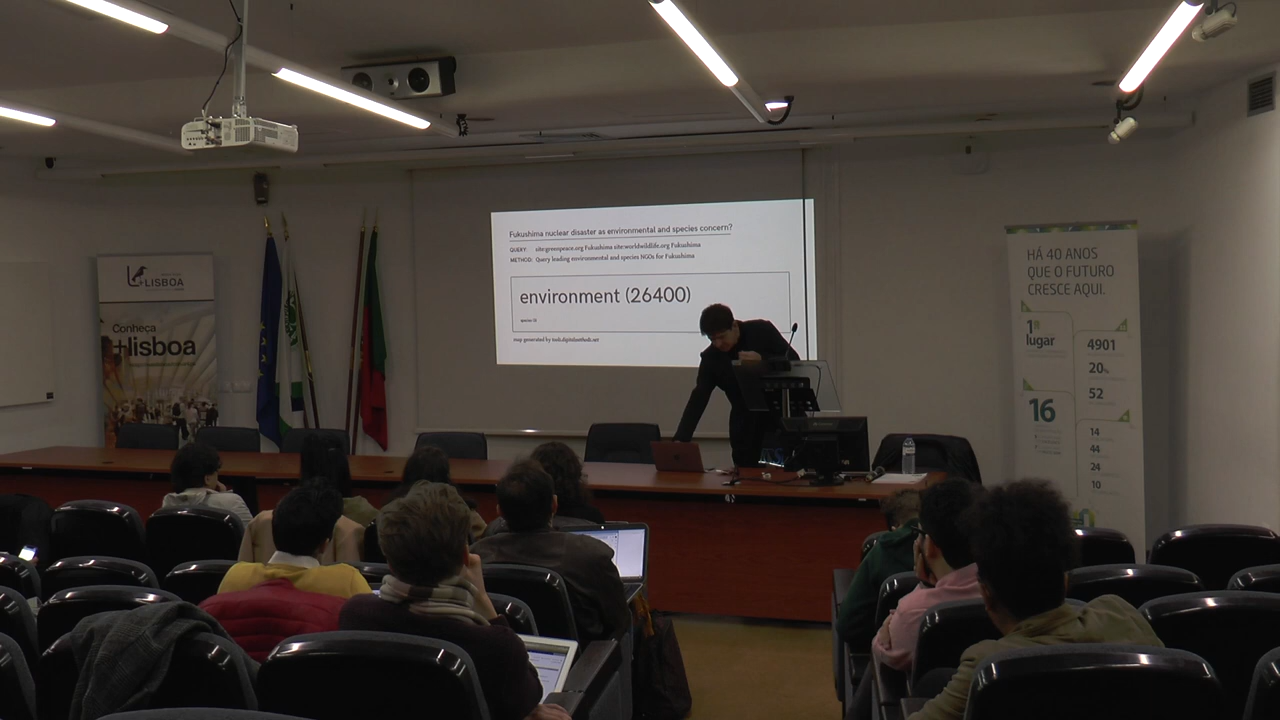 Fukushima nuclear disaster as environmental and species concern?
QUERY: site:greenpeace.org Fukushima site:worldwildlife.org Fukushima
METHOD: Query leading environmental and species NGOs for Fukushima
environment (26400)
map generated by tools.digitalmethods.net
+LISBOA
Conheça
+lisboa
HÁ 40 ANOS
QUE O FUTURO
CRESCE AQUI.
1º
lugar
16
4901
20%
52
14
44
24
10